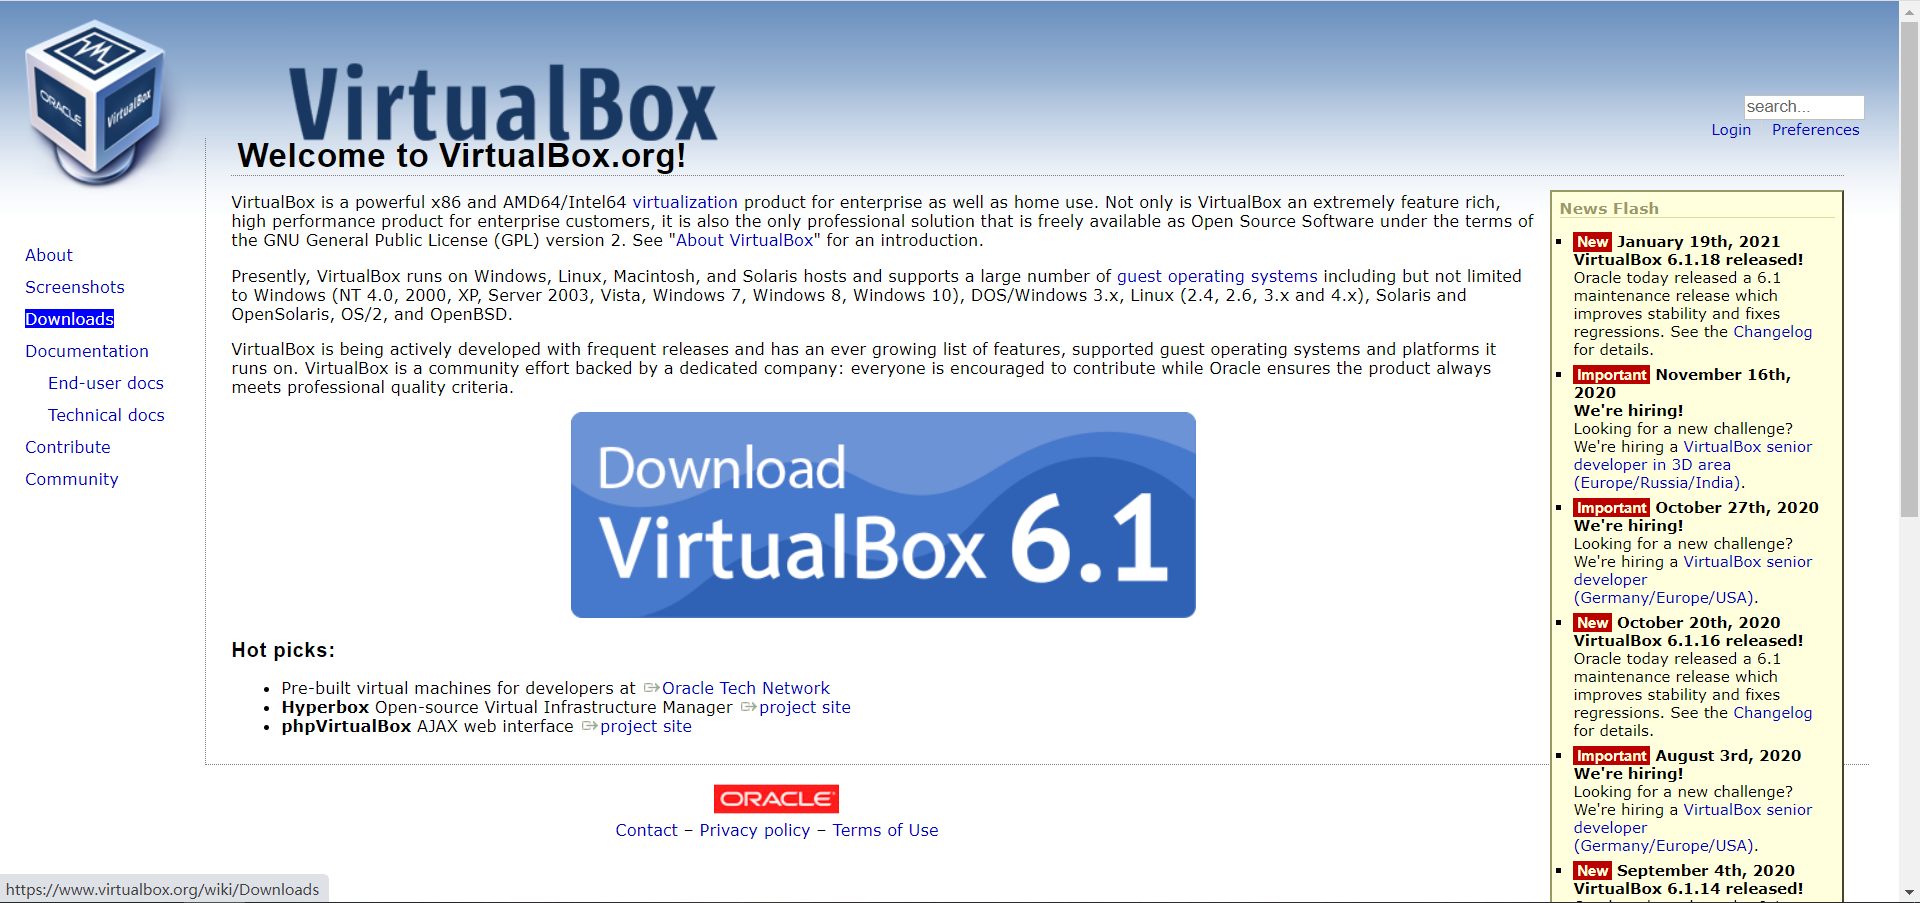 ORACLE
VirtualBox
VirtualBox
search...
Login Preferences
Welcome to VirtualBox.org!
About
Screenshots
Downloads
Documentation
End-user docs
Technical docs
Contribute
Community
VirtualBox is a powerful x86 and AMD64/Intel64 virtualization product for enterprise as well as home use. Not only is VirtualBox an extremely feature rich,
high performance product for enterprise customers, it is also the only professional solution that is freely available as Open Source Software under the terms of
the GNU General Public License (GPL) version 2. See "About VirtualBox" for an introduction.
Presently, VirtualBox runs on Windows, Linux, Macintosh, and Solaris hosts and supports a large number of guest operating systems including but not limited
to Windows (NT 4.0, 2000, XP, Server 2003, Vista, Windows 7, Windows 8, Windows 10), DOS/Windows 3.x, Linux (2.4, 2.6, 3.x and 4.x), Solaris and
OpenSolaris, OS/2, and OpenBSD.
VirtualBox is being actively developed with frequent releases and has an ever growing list of features, supported guest operating systems and platforms it
runs on. VirtualBox is a community effort backed by a dedicated company: everyone is encouraged to contribute while Oracle ensures the product always
meets professional quality criteria.
Download
VirtualBox 6.1
Hot picks:
Pre-built virtual machines for developers at Oracle Tech Network
Hyperbox Open-source Virtual Infrastructure Manager project site
phpVirtualBox AJAX web interface project site
News Flash
New January 19th, 2021
VirtualBox 6.1.18 released!
Oracle today released a 6.1
maintenance release which
improves stability and fixes
regressions. See the Changelog
for details.
Important November 16th,
2020
We're hiring!
Looking for a new challenge?
We're hiring a VirtualBox senior
developer in 3D area
(Europe/Russia/India).
Important October 27th, 2020
We're hiring!
Looking for a new challenge?
We're hiring a VirtualBox senior
developer
(Germany/Europe/USA).
New October 20th, 2020
VirtualBox 6.1.16 released!
Oracle today released a 6.1
maintenance release which
improves stability and fixes
regressions. See the Changelog
for details.
Important August 3rd, 2020
We're hiring!
Looking for a new challenge?
We're hiring a VirtualBox senior
developer
(Germany/Europe/USA).
New September 4th, 2020
VirtualBox 6.1.14 released!
ORACLE
Contact – Privacy policy – Terms of Use
https://www.virtualbox.org/wiki/Downloads